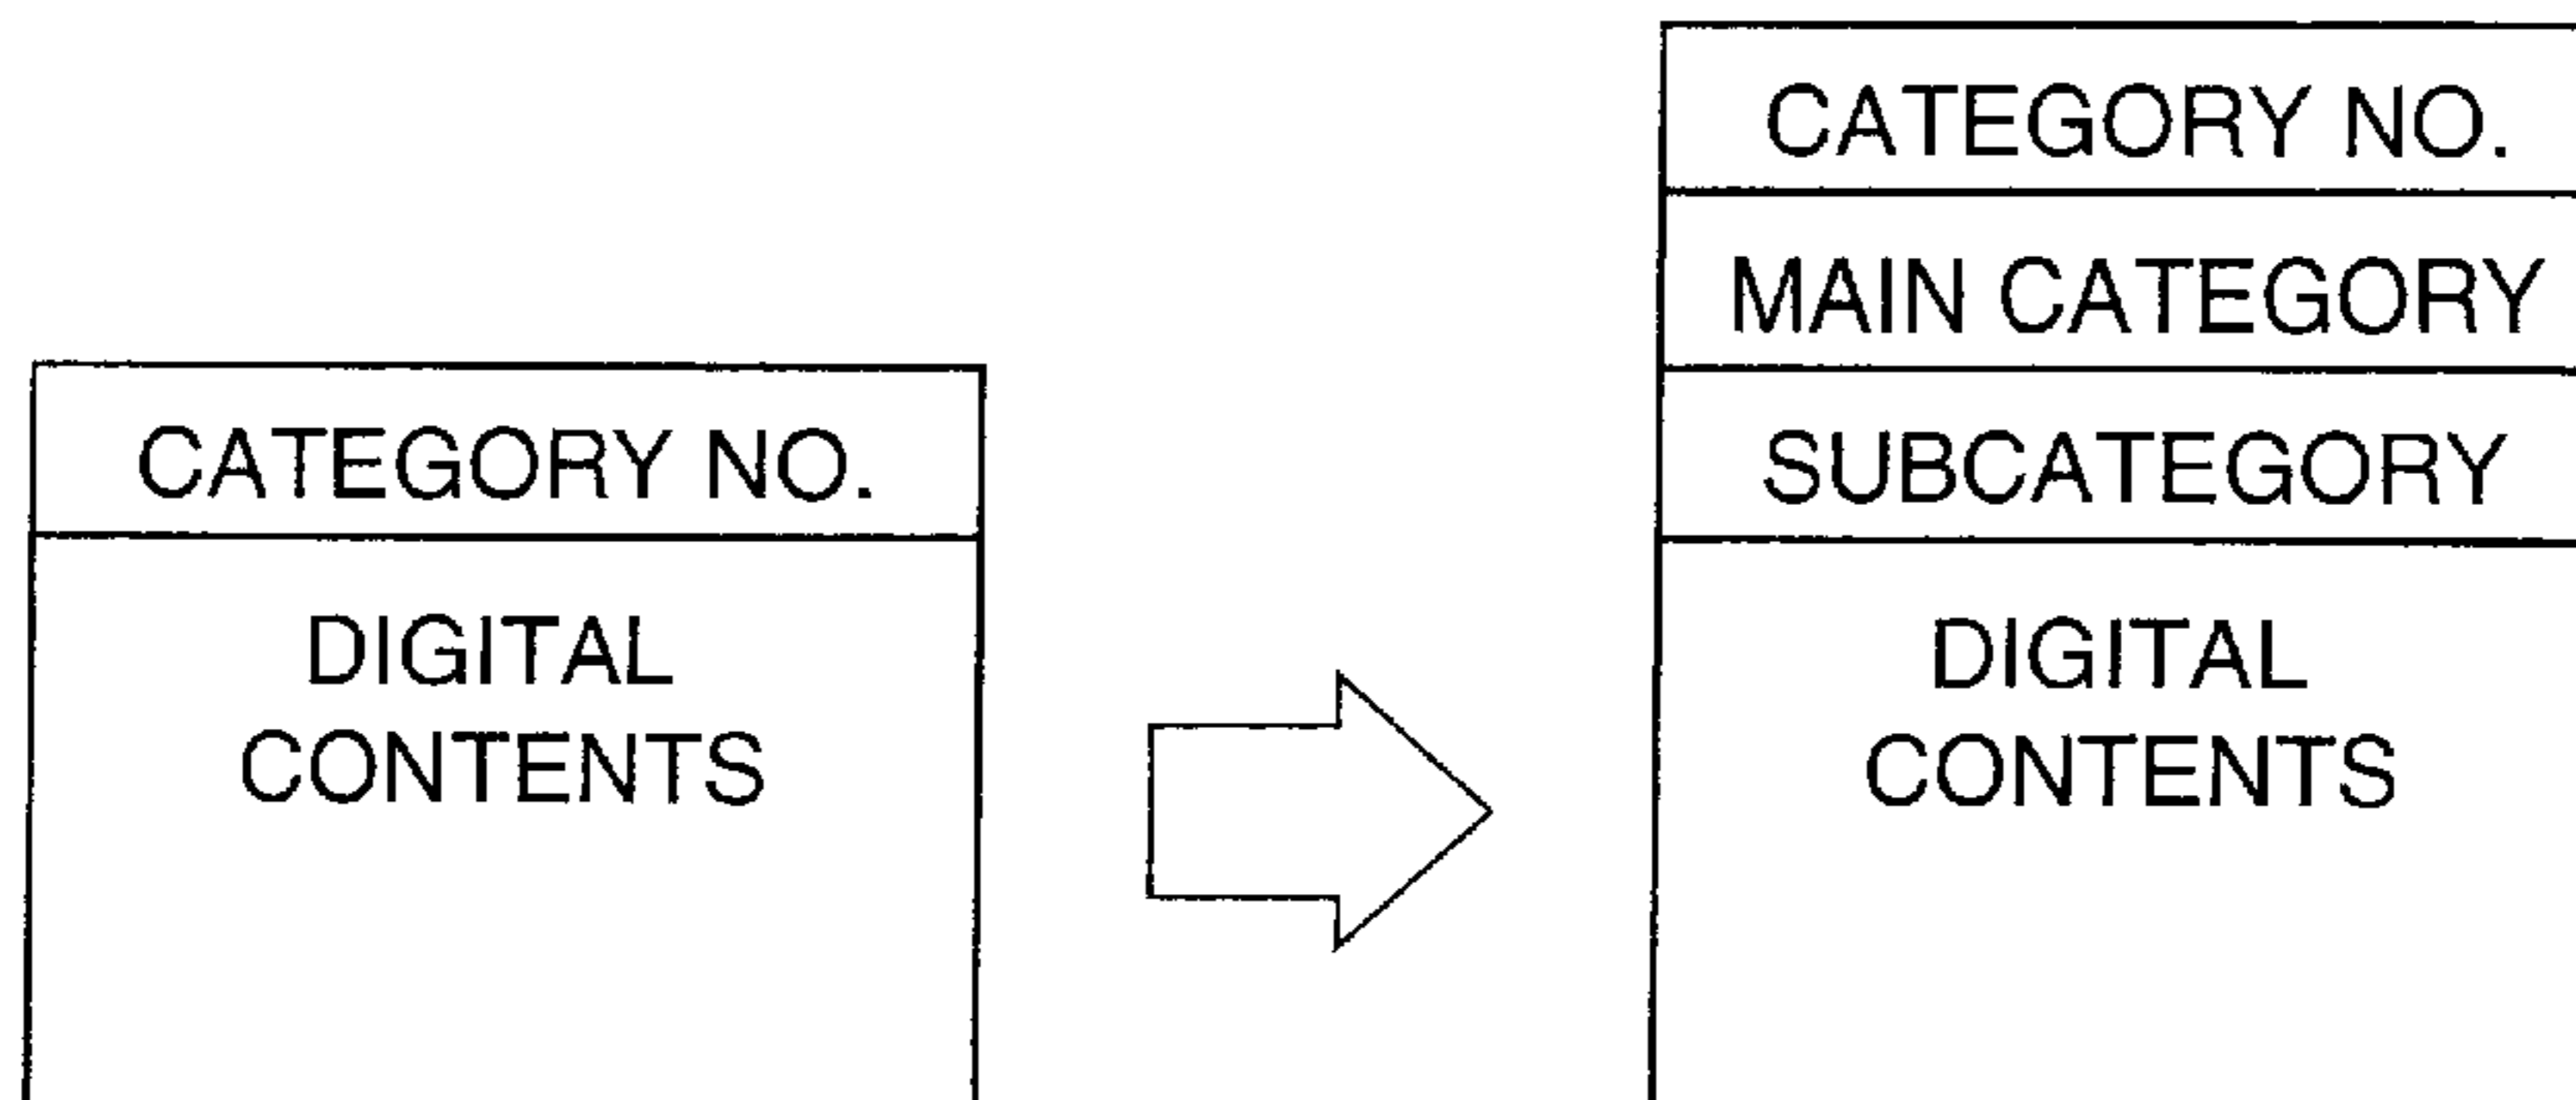 CATEGORY NO.
DIGITAL
CONTENTS
CATEGORY NO.
MAIN CATEGORY
SUBCATEGORY
DIGITAL
CONTENTS